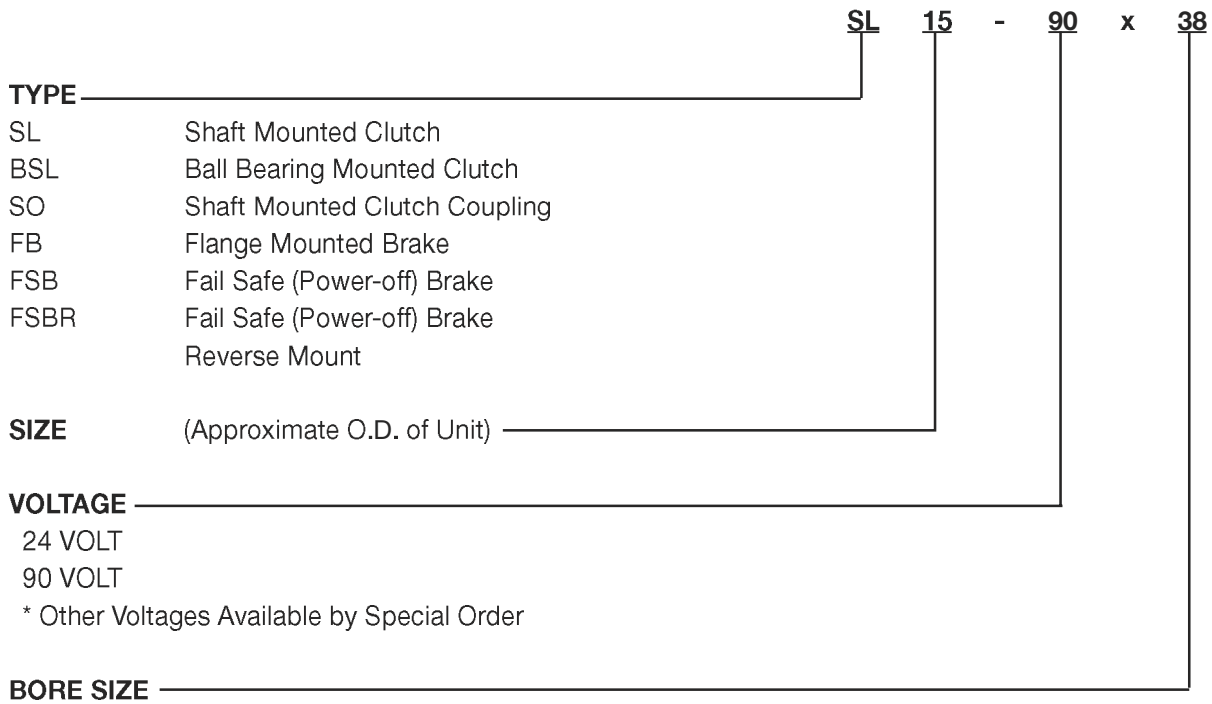 SL 15 - 90 x 38
TYPE
SL Shaft Mounted Clutch
BSL Ball Bearing Mounted Clutch
SO Shaft Mounted Clutch Coupling
FB Flange Mounted Brake
FSB Fail Safe (Power-off) Brake
FSBR Fail Safe (Power-off) Brake
Reverse Mount
SIZE (Approximate O.D. of Unit)
VOLTAGE
24 VOLT
90 VOLT
* Other Voltages Available by Special Order
BORE SIZE